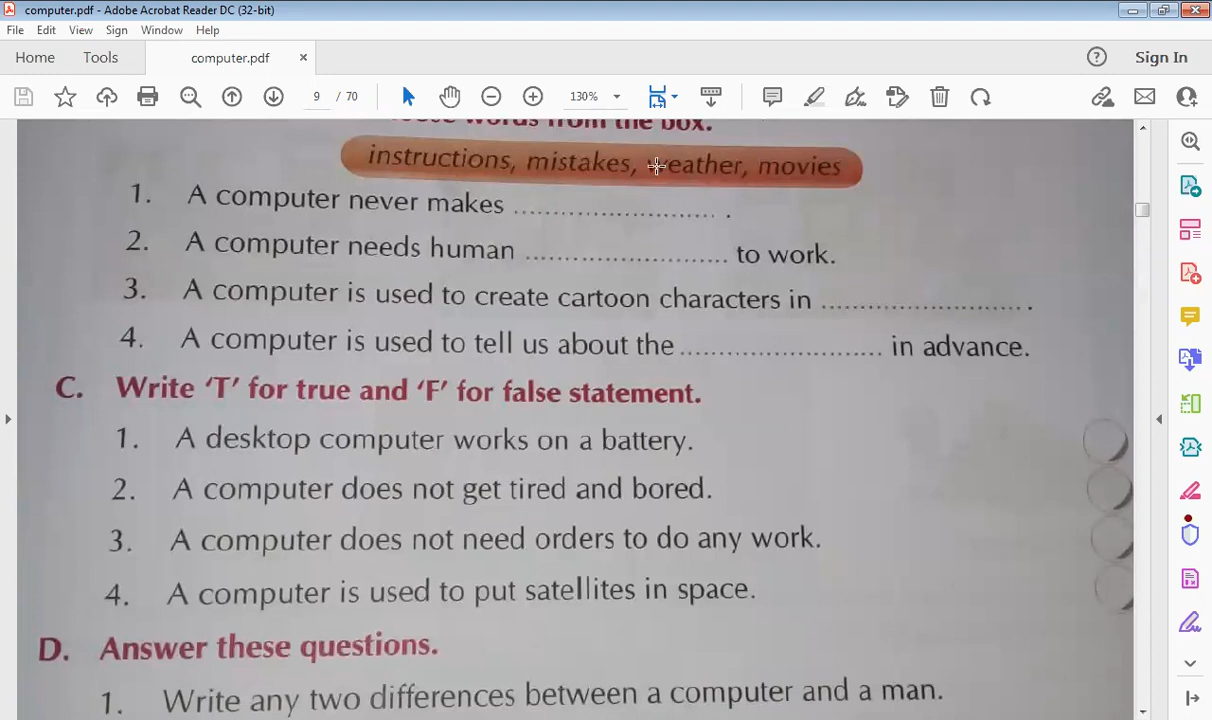 computer.pdf - Adobe Acrobat Reader DC (32-bit)
File Edit View Sign Window Help
Home Tools computer.pdf × ? Sign In
9 / 70 130%
words from the box.
instructions, mistakes, weather, movies
1. A computer never makes ........................ .
2. A computer needs human ........................ to work.
3. A computer is used to create cartoon characters in ........................ .
4. A computer is used to tell us about the ........................ in advance.
C. Write ‘T’ for true and ‘F’ for false statement.
1. A desktop computer works on a battery.
2. A computer does not get tired and bored.
3. A computer does not need orders to do any work.
4. A computer is used to put satellites in space.
D. Answer these questions.
1. Write any two differences between a computer and a man.